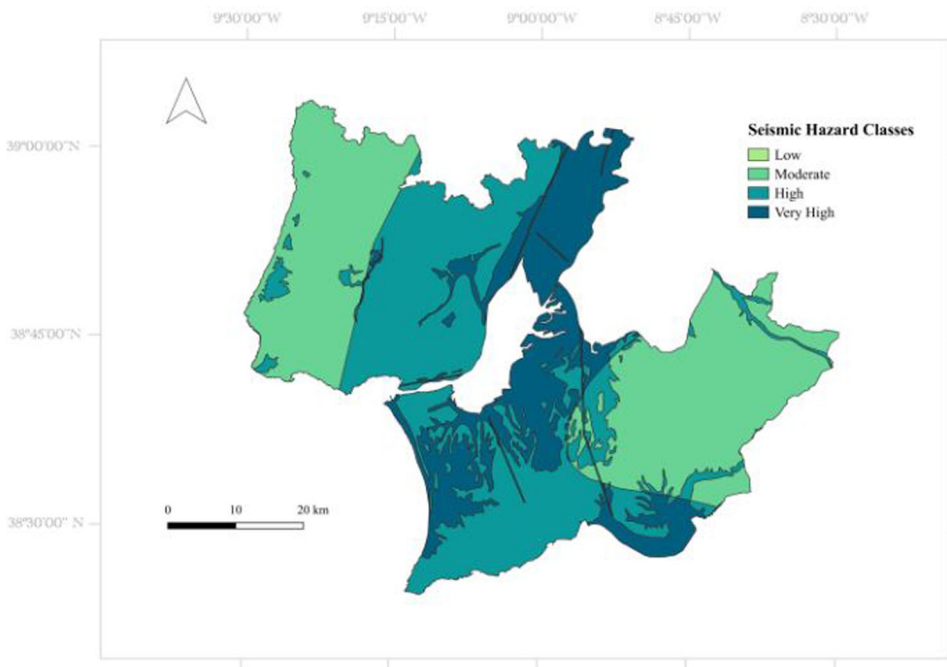 9°30'00"W 9°15'00"W 9°00'00"W 8°45'00"W 8°30'00"W
39°00'00"N
38°45'00"N
38°30'00" N
Seismic Hazard Classes
Low
Moderate
High
Very High
0 10 20 km